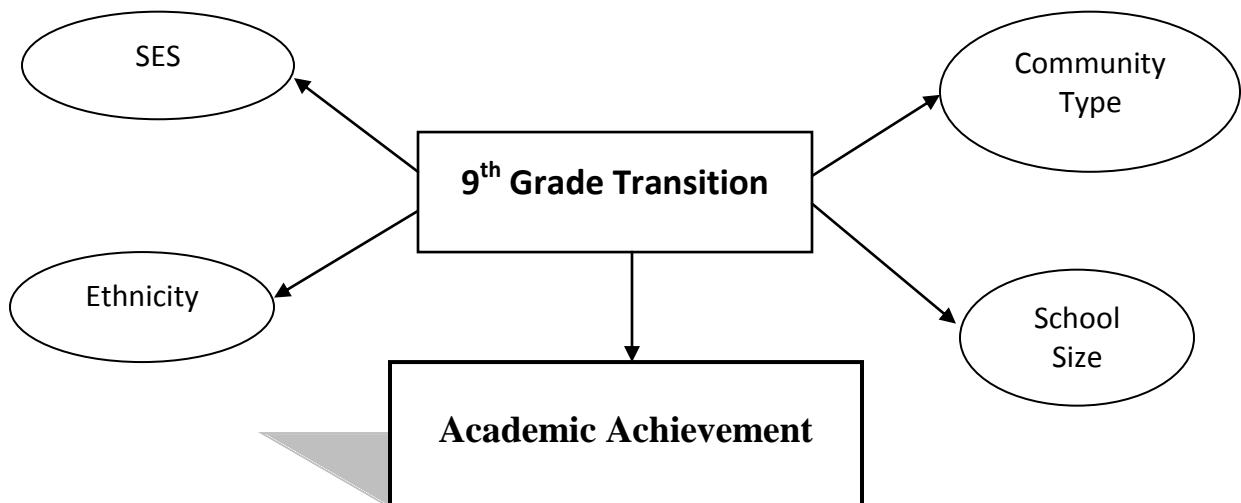 SES
Community
Type
9th Grade Transition
Ethnicity
School
Size
Academic Achievement